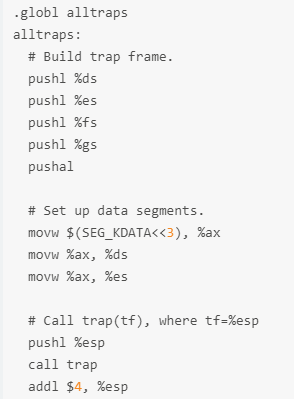 .globl alltraps
alltraps:
  # Build trap frame.
  pushl %ds
  pushl %es
  pushl %fs
  pushl %gs
  pushal

  # Set up data segments.
  movw $(SEG_KDATA<<3), %ax
  movw %ax, %ds
  movw %ax, %es

  # Call trap(tf), where tf=%esp
  pushl %esp
  call trap
  addl $4, %esp